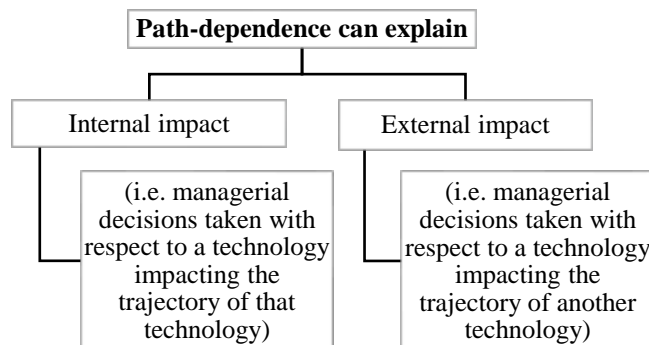 Path-dependence can explain
Internal impact
External impact
(i.e. managerial
decisions taken with
respect to a technology
impacting the
trajectory of that
technology)
(i.e. managerial
decisions taken with
respect to a technology
impacting the
trajectory of another
technology)